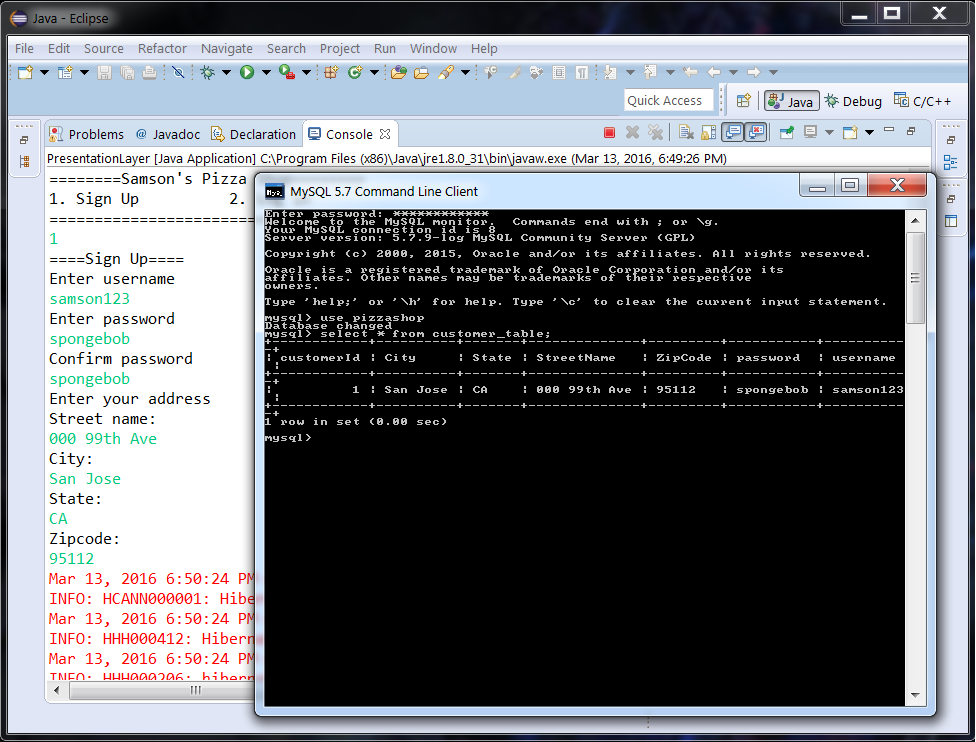 Java - Eclipse
File Edit Source Refactor Navigate Search Project Run Window Help
Quick Access Java Debug C/C++
Problems @ Javadoc Declaration Console
PresentationLayer [Java Application] C:\Program Files (x86)\Java\jre1.8.0_31\bin\javaw.exe (Mar 13, 2016, 6:49:26 PM)
========Samson's Pizza
1. Sign Up 2.
=======================
1
====Sign Up====
Enter username
samson123
Enter password
spongebob
Confirm password
spongebob
Enter your address
Street name:
000 99th Ave
City:
San Jose
State:
CA
Zipcode:
95112
Mar 13, 2016 6:50:24 PM
INFO: HCANN000001: Hibe
Mar 13, 2016 6:50:24 PM
INFO: HHH000412: Hibern
Mar 13, 2016 6:50:24 PM
INFO: HHH000206: hibern
MySQL 5.7 Command Line Client
Enter password: ************
Welcome to the MySQL monitor.  Commands end with ; or \g.
Your MySQL connection id is 8
Server version: 5.7.9-log MySQL Community Server (GPL)
Copyright (c) 2000, 2015, Oracle and/or its affiliates. All rights reserved.
Oracle is a registered trademark of Oracle Corporation and/or its
affiliates. Other names may be trademarks of their respective
owners.
Type 'help;' or '\h' for help. Type '\c' to clear the current input statement.
mysql> use pizzashop
Database changed
mysql> select * from customer_table;
| customerId | City | State | StreetName | ZipCode | password | username
|
| 1 | San Jose | CA | 000 99th Ave | 95112 | spongebob | samson123
|
1 row in set (0.00 sec)
mysql>